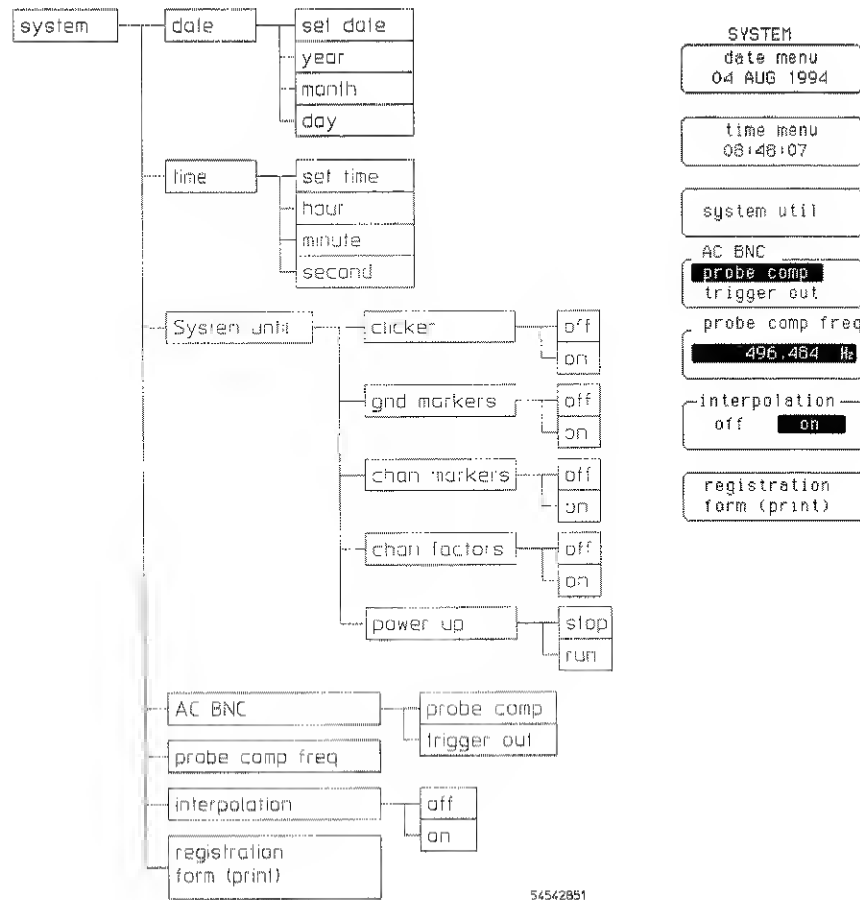 system
date
set date
year
month
day
time
set time
hour
minute
second
System until
clicker
off
on
gnd markers
off
on
chan markers
off
on
chan factors
off
on
power up
stop
run
AC BNC
probe comp
trigger out
probe comp freq
interpolation
off
on
registration
form (print)
54542851
SYSTEM
date menu
04 AUG 1994
time menu
08:48:07
system util
AC BNC
probe comp
trigger out
probe comp freq
496.484 Hz
interpolation
off on
registration
form (print)